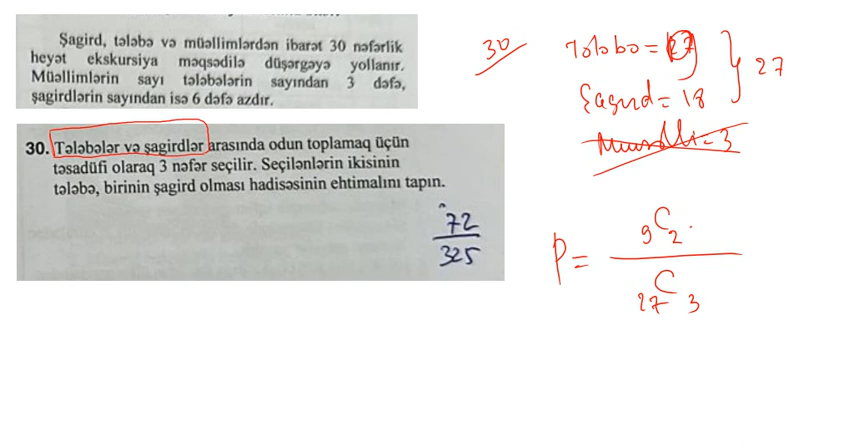 Şagird, tələbə və müəllimlərdən ibarət 30 nəfərlik
heyət ekskursiya məqsədilə düşərgəyə yollanır.
Müəllimlərin sayı tələbələrin sayından 3 dəfə,
şagirdlərin sayından isə 6 dəfə azdır.
30. Tələbələr və şagirdlər arasında odun toplamaq üçün
təsadüfi olaraq 3 nəfər seçilir. Seçilənlərin ikisinin
tələbə, birinin şagird olması hadisəsinin ehtimalını tapın.
72
325
30
Tələbə =
Şagird = 18
27
= 3
P =
9C2
27C3